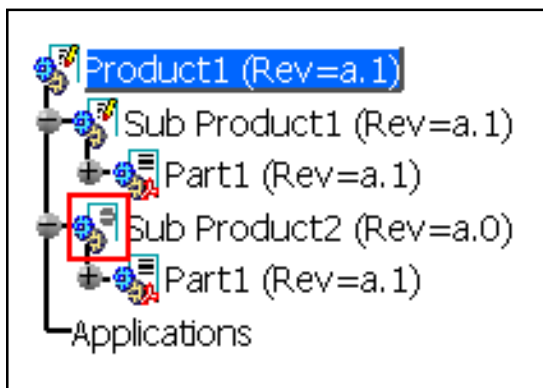 Product1 (Rev=a.1)
Sub Product1 (Rev=a.1)
Part1 (Rev=a.1)
Sub Product2 (Rev=a.0)
Part1 (Rev=a.1)
Applications